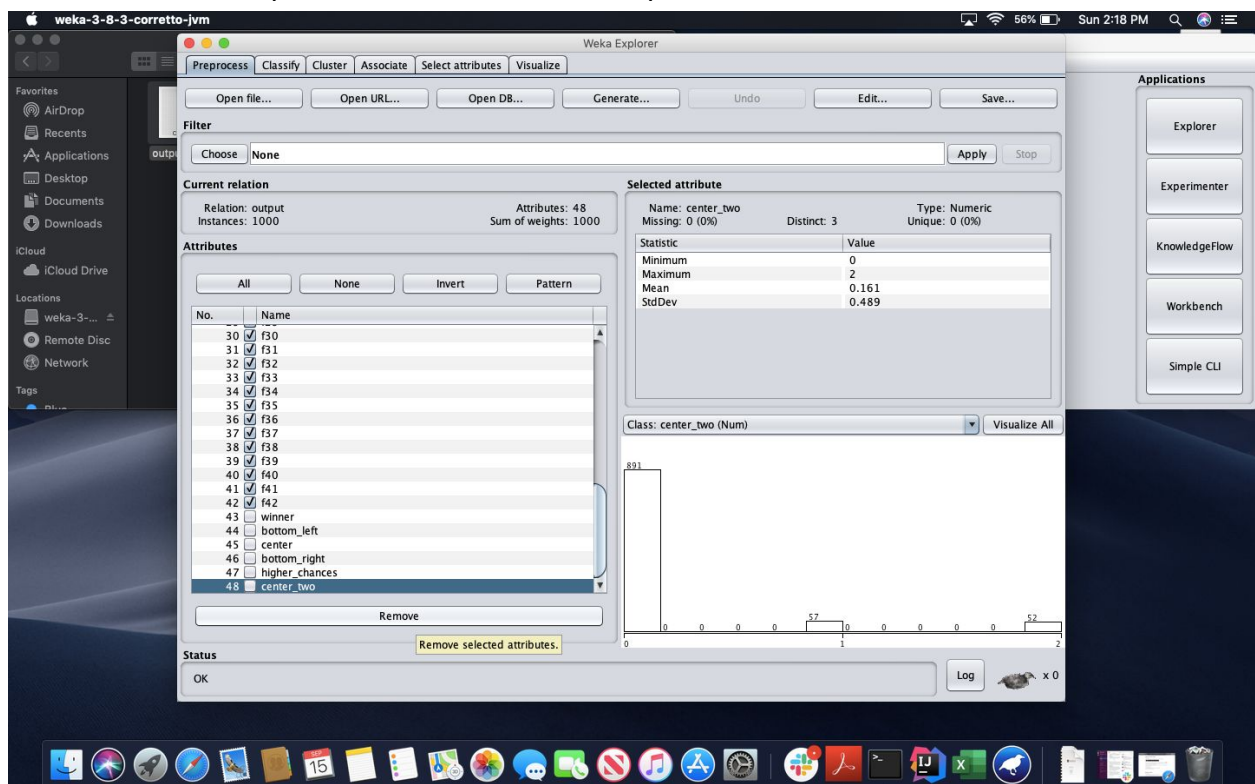 weka-3-8-3-corretto-jvm
56%
Sun 2:18 PM
Favorites
AirDrop
Recents
Applications
Desktop
Documents
Downloads
iCloud
iCloud Drive
Locations
weka-3-...
Remote Disc
Network
Tags
outp
Weka Explorer
Preprocess Classify Cluster Associate Select attributes Visualize
Open file... Open URL... Open DB... Generate... Undo Edit... Save...
Filter
Choose None Apply Stop
Current relation
Relation: output Attributes: 48
Instances: 1000 Sum of weights: 1000
Attributes
All None Invert Pattern
No. Name
30 f30
31 f31
32 f32
33 f33
34 f34
35 f35
36 f36
37 f37
38 f38
39 f39
40 f40
41 f41
42 f42
43 winner
44 bottom_left
45 center
46 bottom_right
47 higher_chances
48 center_two
Remove
Remove selected attributes.
Status
OK
Selected attribute
Name: center_two Type: Numeric
Missing: 0 (0%) Distinct: 3 Unique: 0 (0%)
Statistic Value
Minimum 0
Maximum 2
Mean 0.161
StdDev 0.489
Class: center_two (Num) Visualize All
891
0 0 0 0 57 0 0 0 0 52
0 1 2
Log x 0
Applications
Explorer
Experimenter
KnowledgeFlow
Workbench
Simple CLI
SEP
15